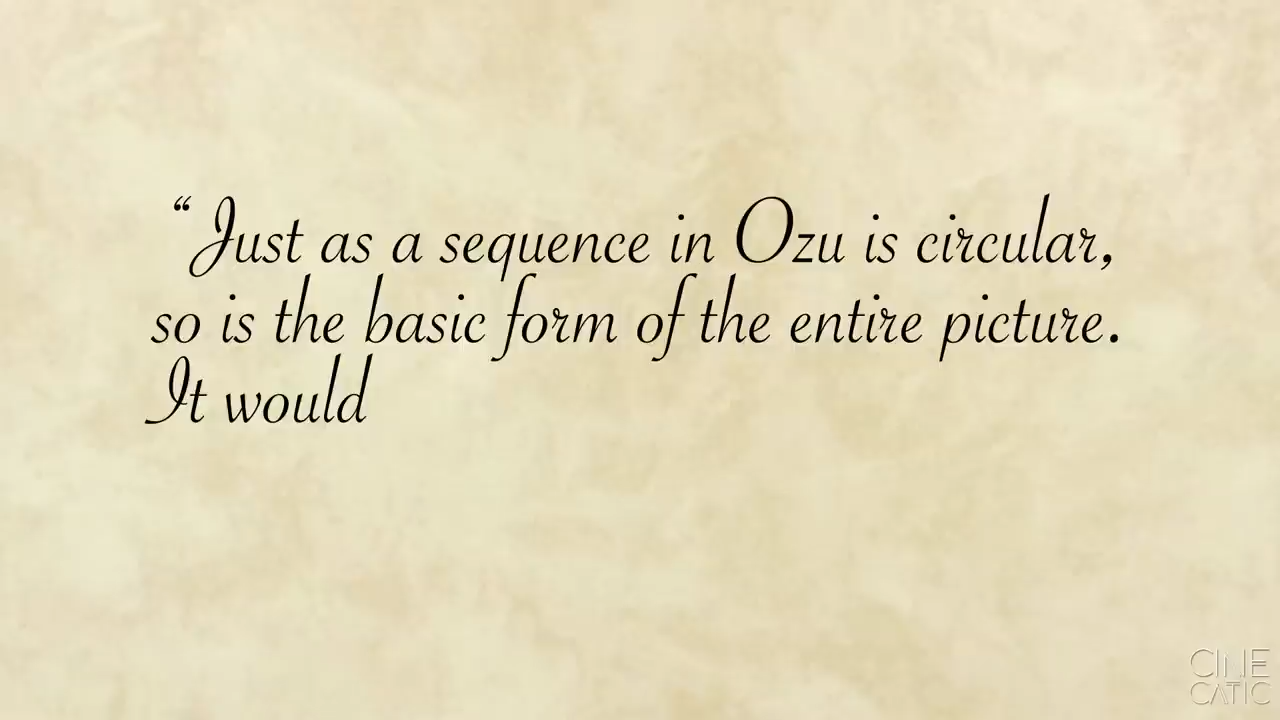 “Just as a sequence in Ozu is circular,
so is the basic form of the entire picture.
It would
CINE
CATIC